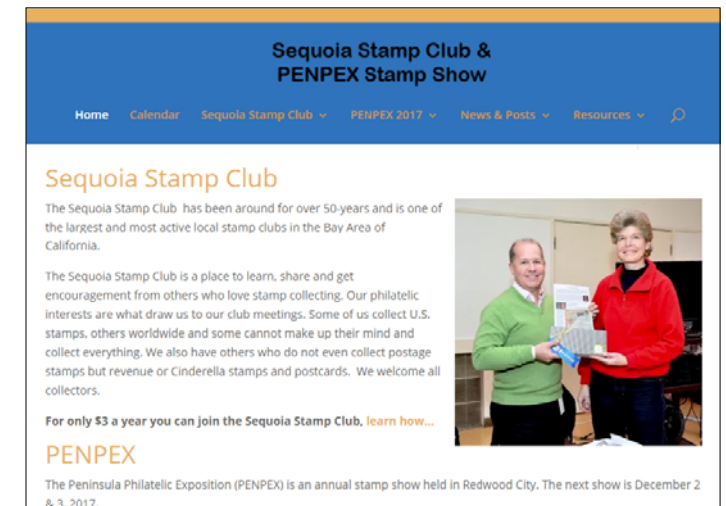 Sequoia Stamp Club &
PENPEX Stamp Show
Home Calendar Sequoia Stamp Club PENPEX 2017 News & Posts Resources
Sequoia Stamp Club
The Sequoia Stamp Club has been around for over 50-years and is one of
the largest and most active local stamp clubs in the Bay Area of
California.
The Sequoia Stamp Club is a place to learn, share and get
encouragement from others who love stamp collecting. Our philatelic
interests are what draw us to our club meetings. Some of us collect U.S.
stamps, others worldwide and some cannot make up their mind and
collect everything. We also have others who do not even collect postage
stamps but revenue or Cinderella stamps and postcards. We welcome all
collectors.
For only $3 a year you can join the Sequoia Stamp Club, learn how...
PENPEX
The Peninsula Philatelic Exposition (PENPEX) is an annual stamp show held in Redwood City. The next show is December 2
& 3, 2017.